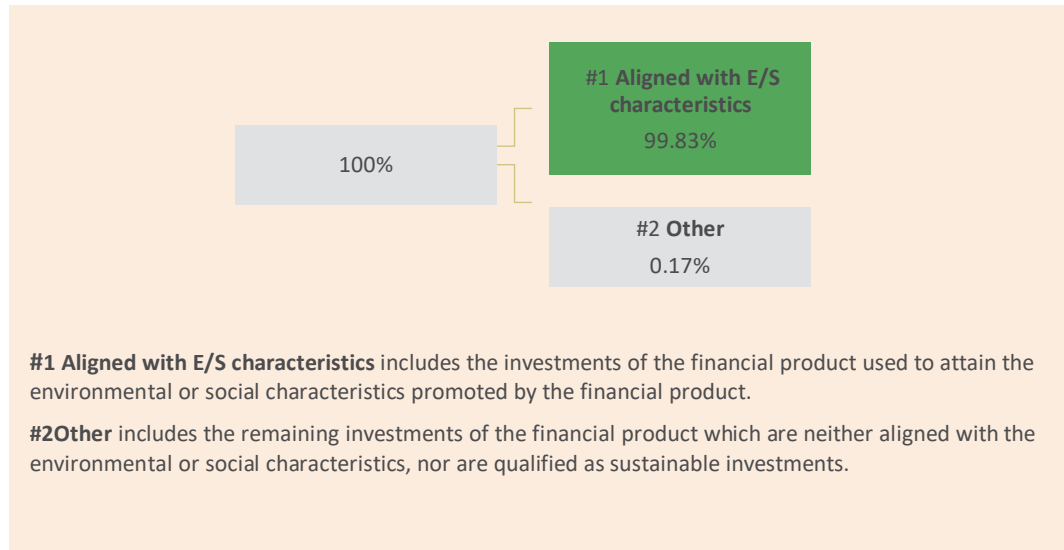 #1 Aligned with E/S
characteristics
99.83%
100%
#2 Other
0.17%
#1 Aligned with E/S characteristics includes the investments of the financial product used to attain the
environmental or social characteristics promoted by the financial product.
#2Other includes the remaining investments of the financial product which are neither aligned with the
environmental or social characteristics, nor are qualified as sustainable investments.